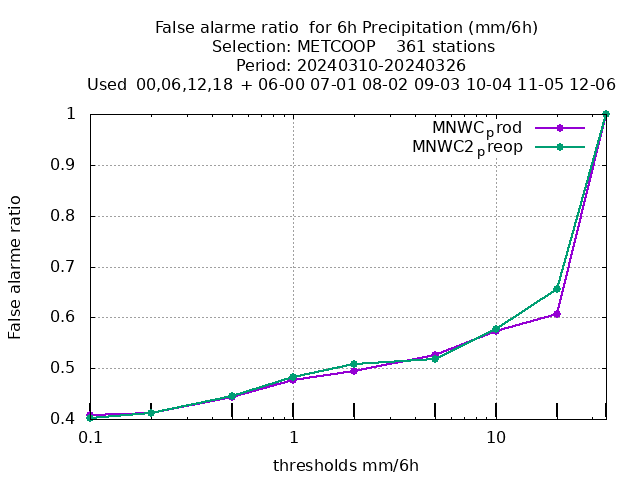 False alarme ratio  for 6h Precipitation (mm/6h)
Selection: METCOOP    361 stations
Period: 20240310-20240326
Used  00,06,12,18  + 06-00 07-01 08-02 09-03 10-04 11-05 12-06
MNWCprod
MNWC2preop
1
0.9
0.8
0.7
0.6
0.5
0.4
False alarme ratio
0.1 1 10
thresholds mm/6h